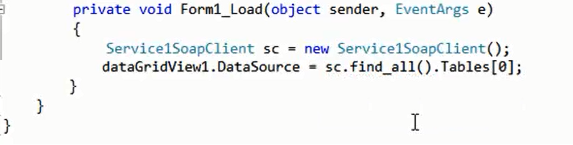 private void Form1_Load(object sender, EventArgs e)
{
Service1SoapClient sc = new Service1SoapClient();
dataGridView1.DataSource = sc.find_all().Tables[0];
}
}
}